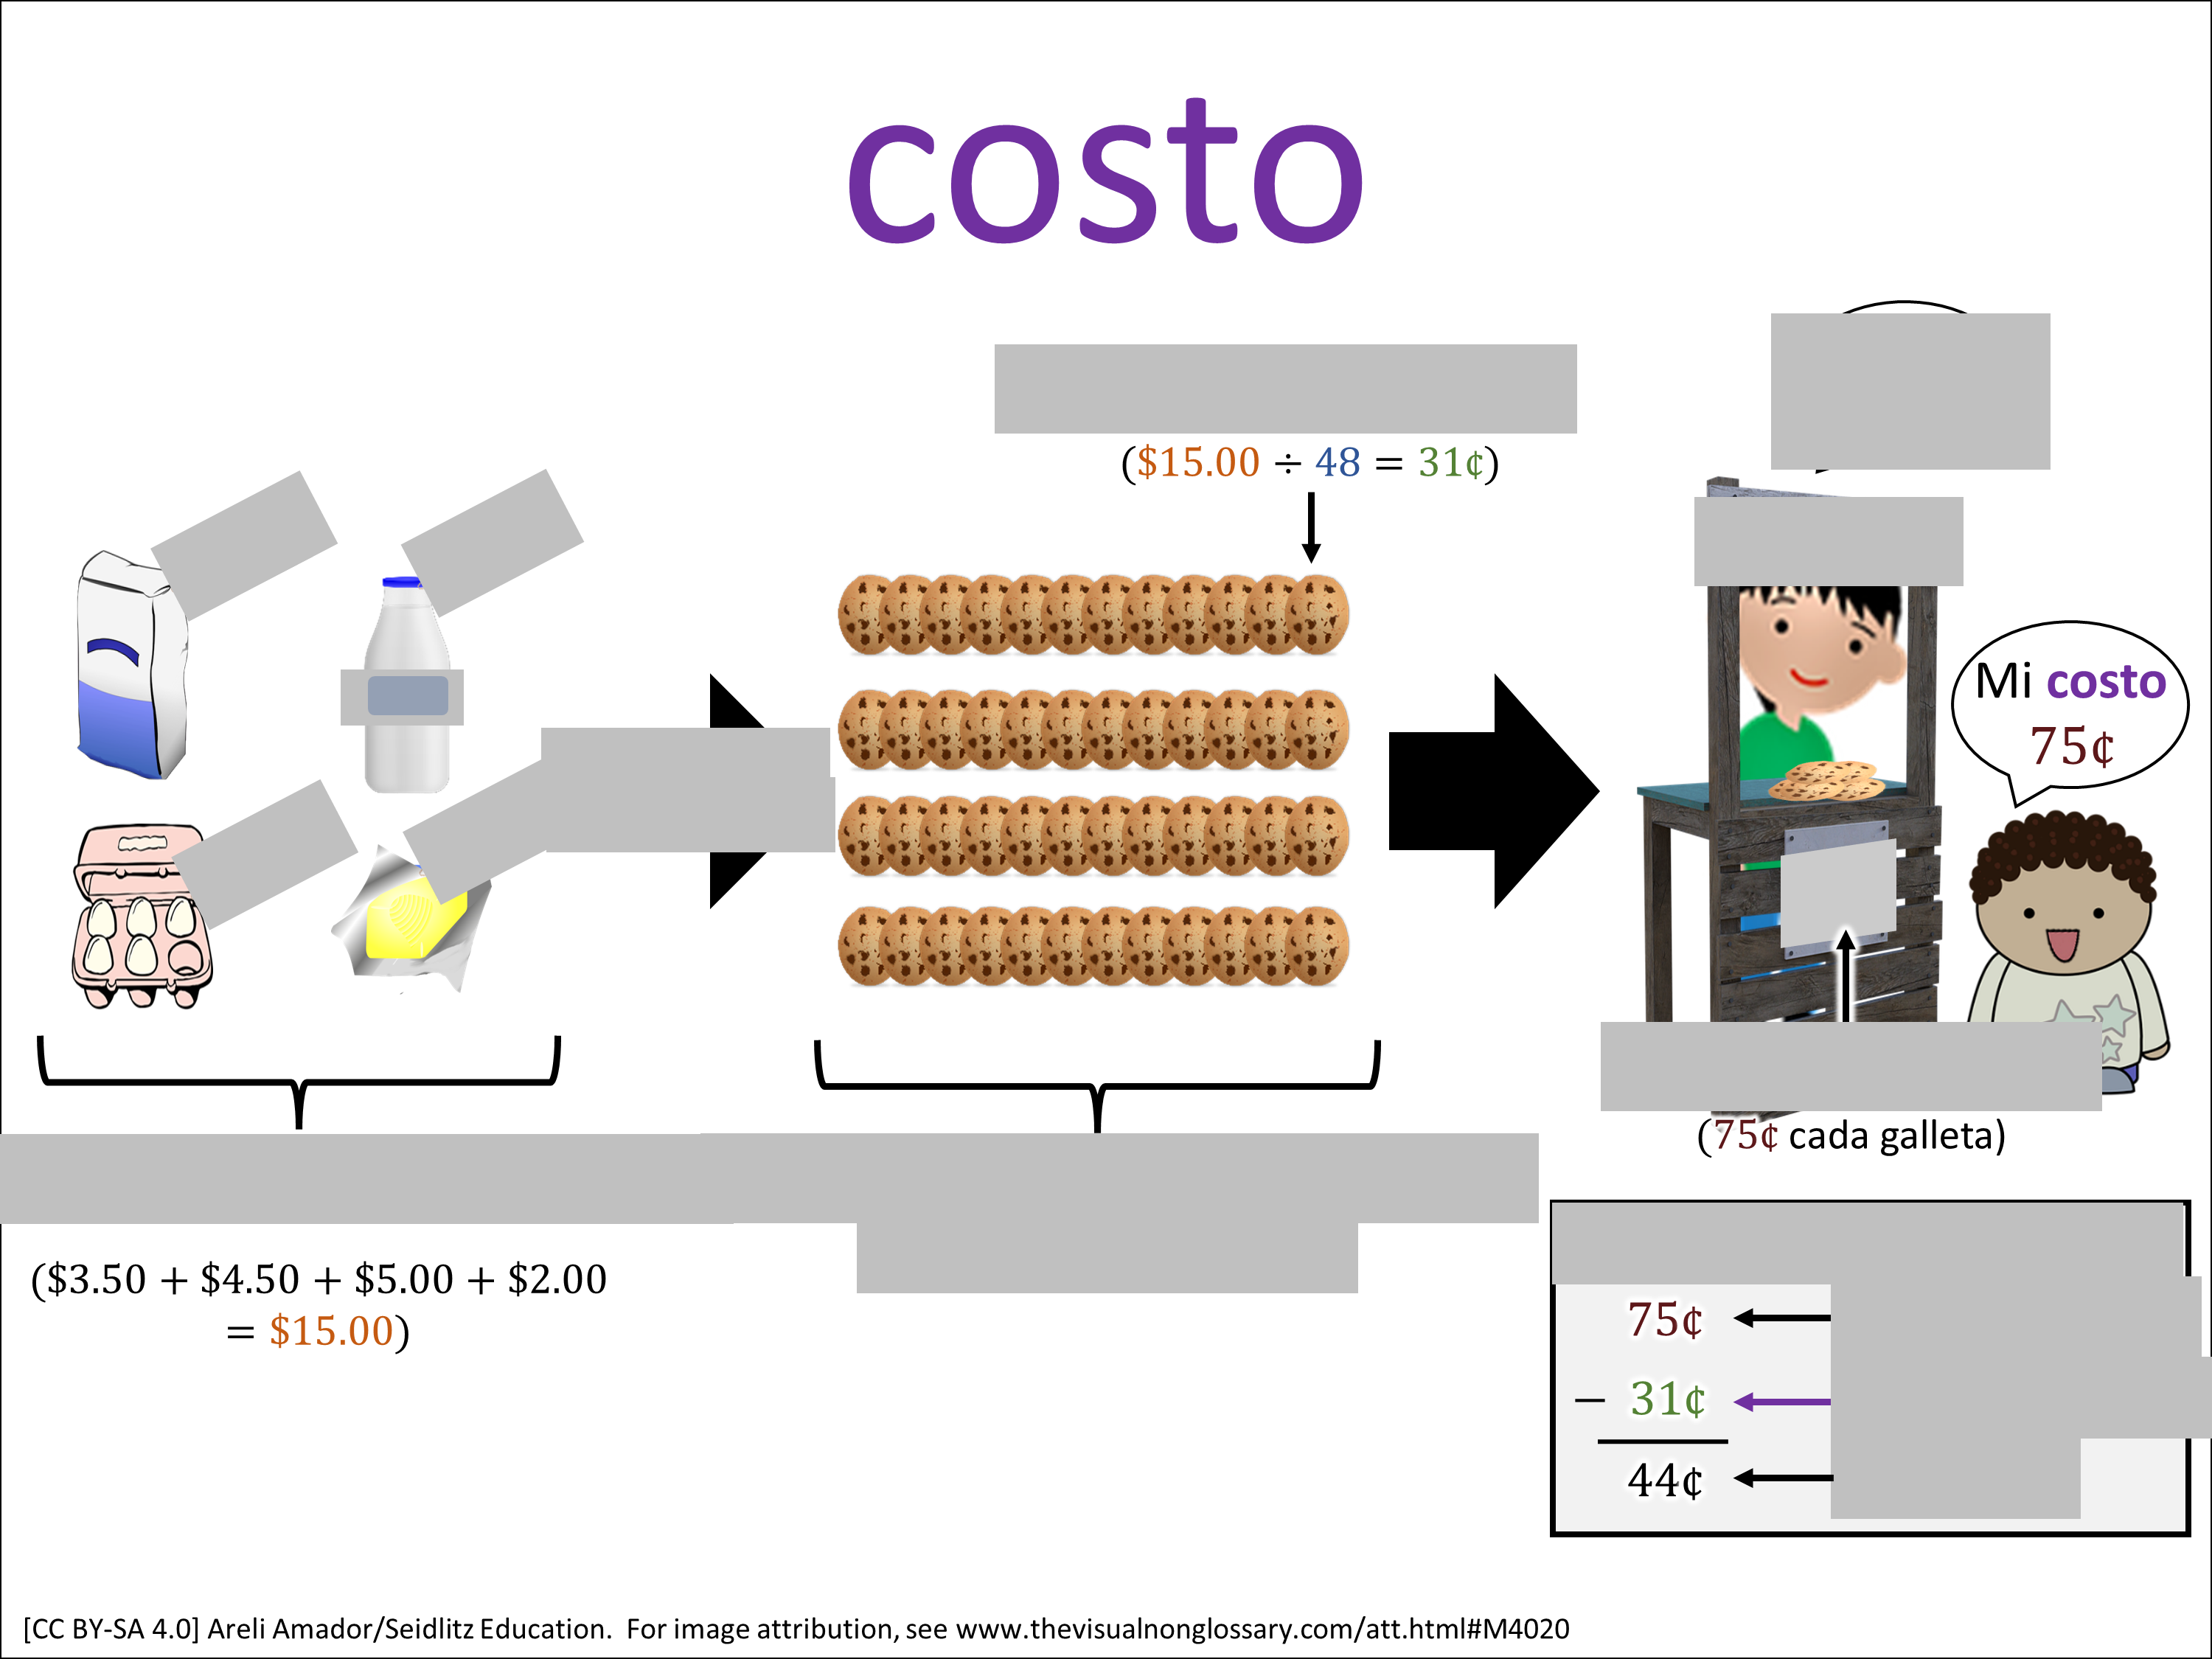 costo
($15.00 ÷ 48 = 31¢)
Mi costo
75¢
(75¢ cada galleta)
($3.50 + $4.50 + $5.00 + $2.00
= $15.00)
75¢
− 31¢
44¢
[CC BY-SA 4.0] Areli Amador/Seidlitz Education.  For image attribution, see www.thevisualnonglossary.com/att.html#M4020